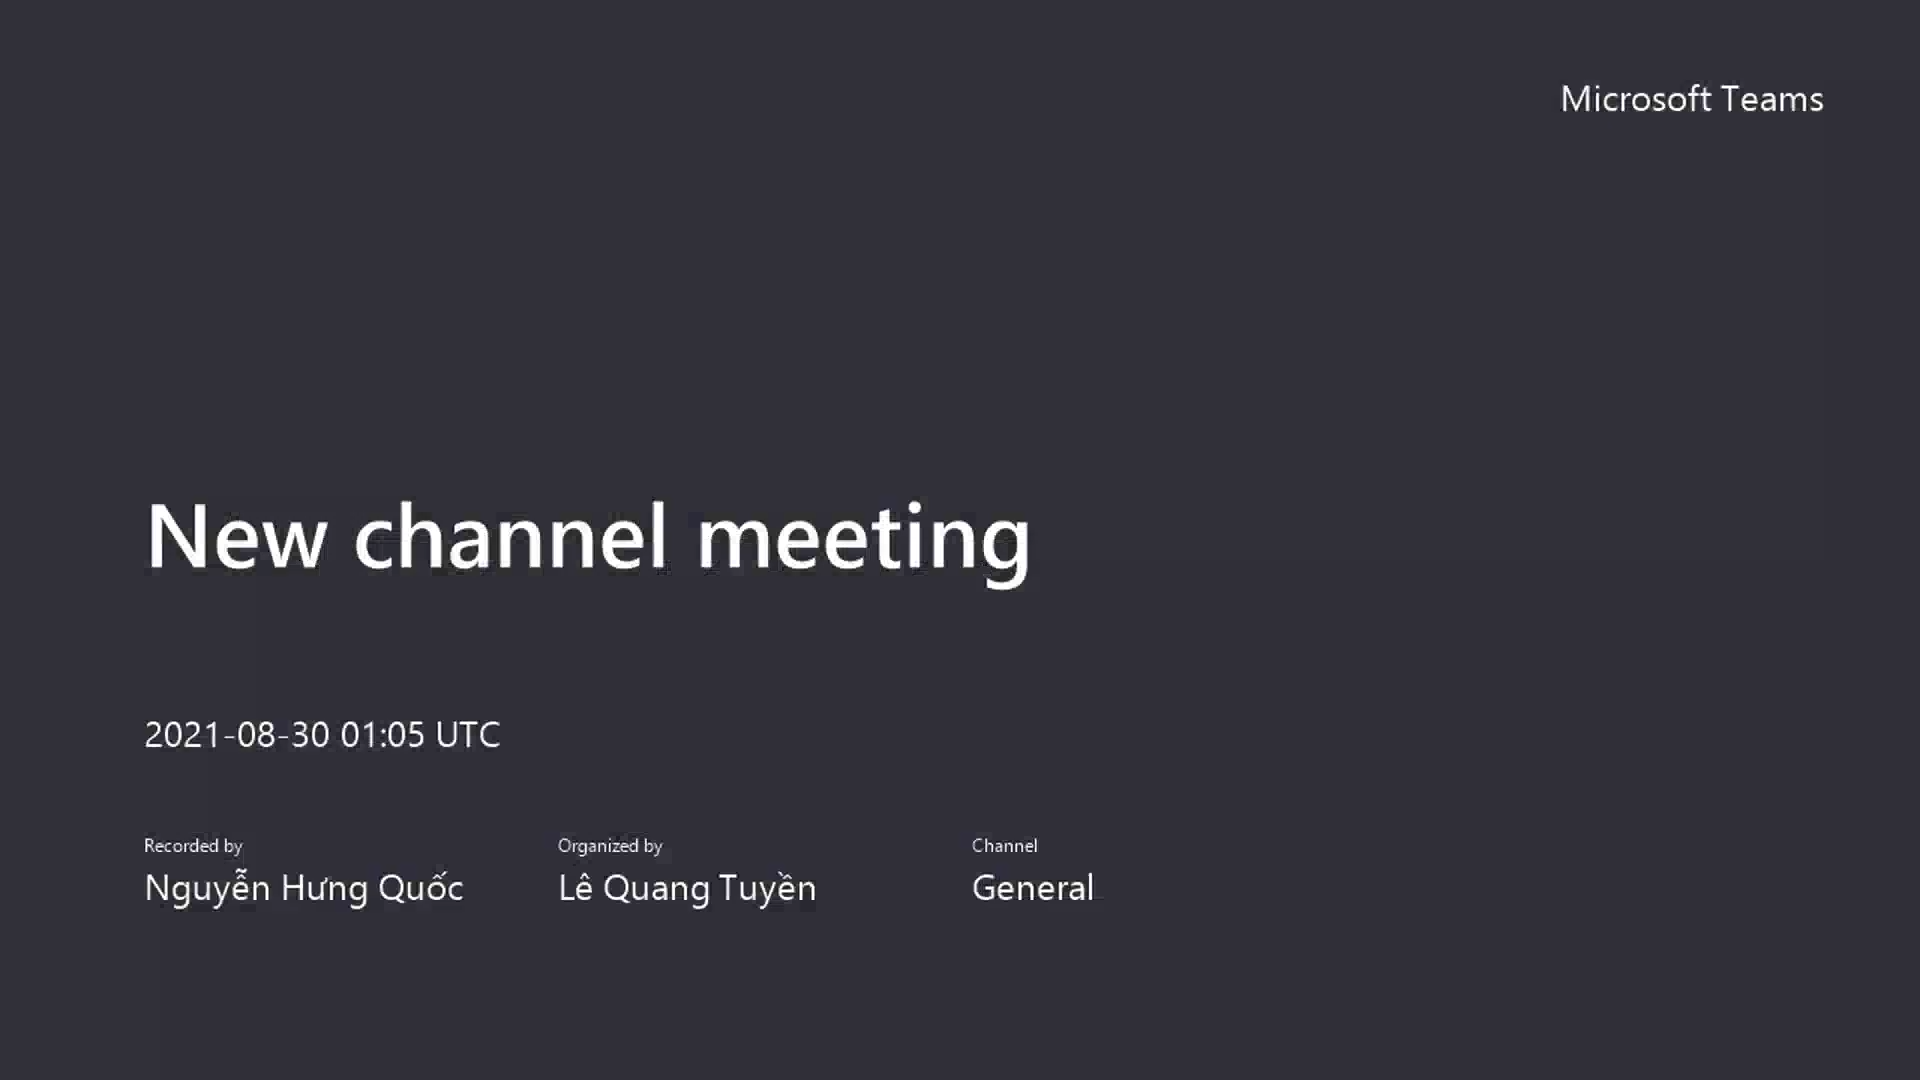 Microsoft Teams
New channel meeting
2021-08-30 01:05 UTC
Recorded by
Nguyễn Hưng Quốc
Organized by
Lê Quang Tuyền
Channel
General